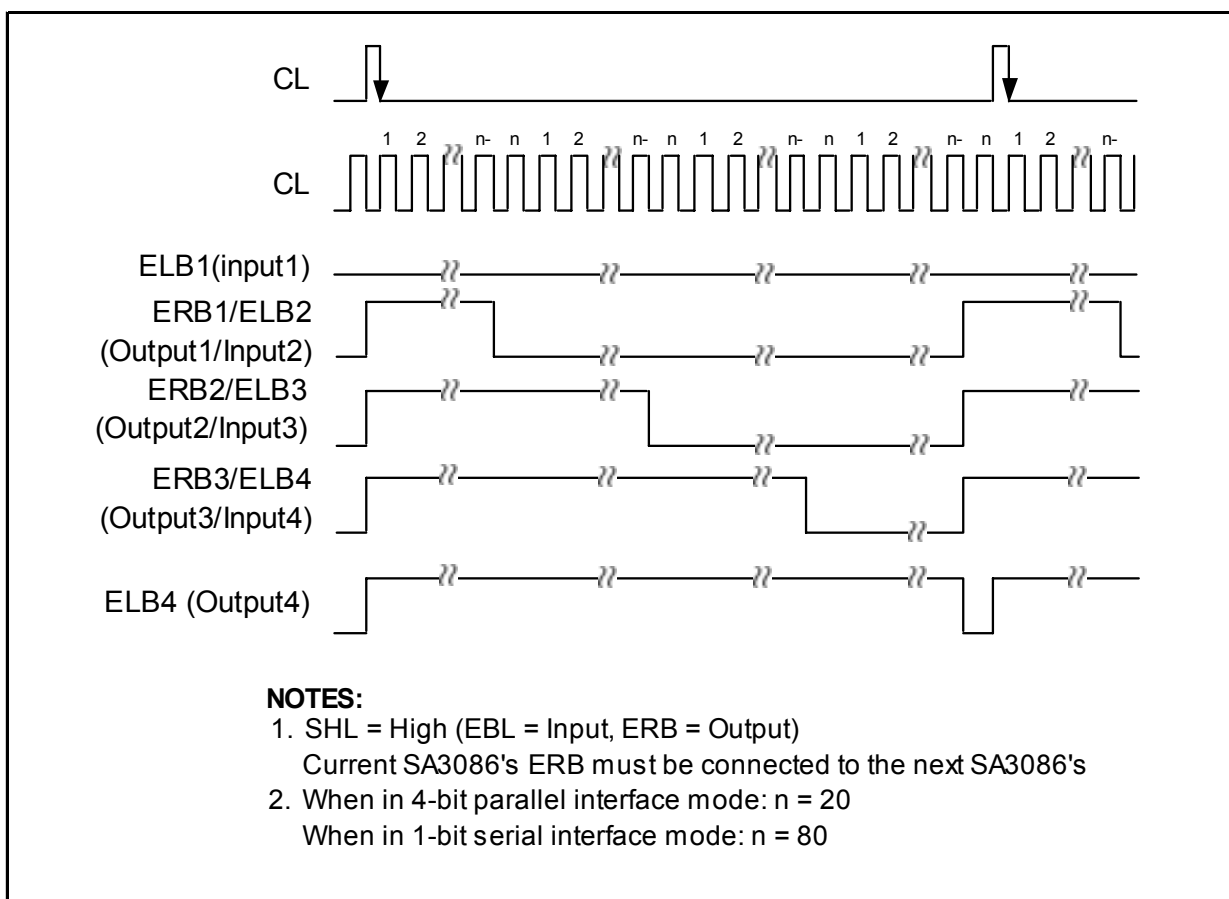 CL
1 2 n- n 1 2 n- n 1 2 n- n 1 2 n- n 1 2 n-
CL
ELB1(input1)
ERB1/ELB2
(Output1/Input2)
ERB2/ELB3
(Output2/Input3)
ERB3/ELB4
(Output3/Input4)
ELB4 (Output4)
NOTES:
1. SHL = High (EBL = Input, ERB = Output)
Current SA3086's ERB must be connected to the next SA3086's
2. When in 4-bit parallel interface mode: n = 20
When in 1-bit serial interface mode: n = 80